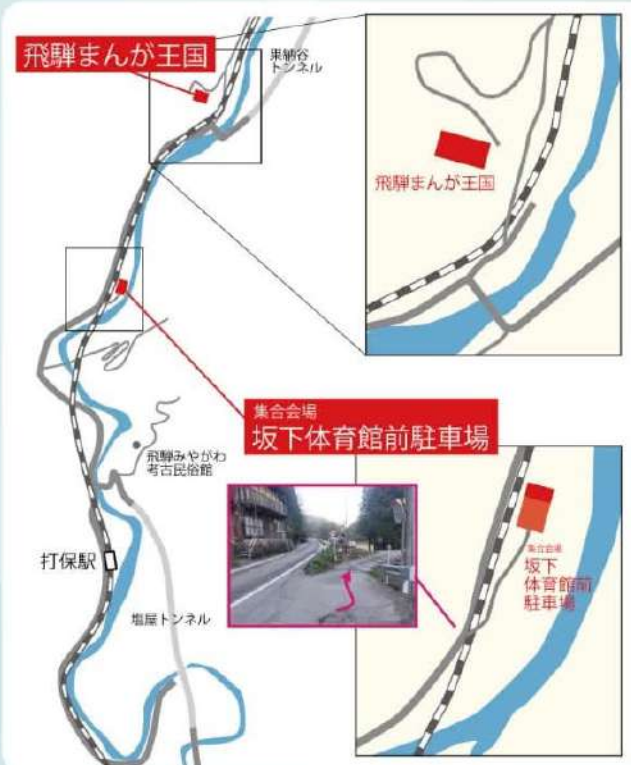 飛騨まんが王国
巣納谷
トンネル
飛騨まんが王国
集合会場
坂下体育館前駐車場
飛騨みやがわ
考古民俗館
打保駅
塩屋トンネル
集合会場
坂下
体育館前
駐車場